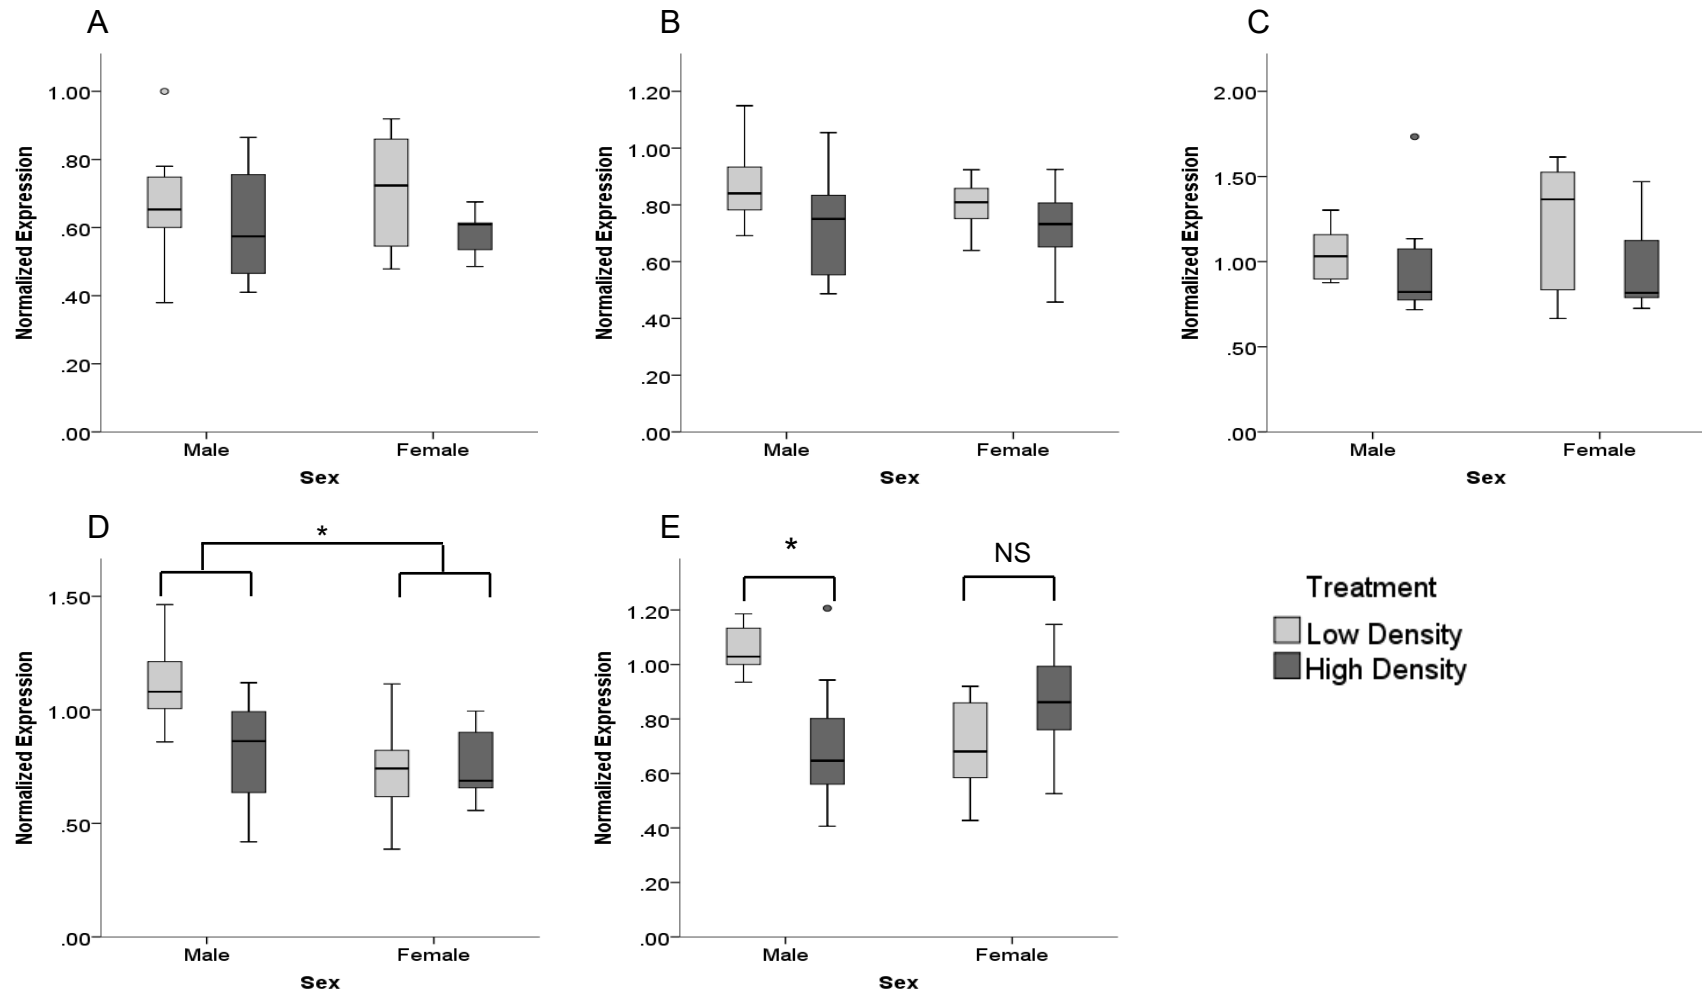 A
B
C
Normalized Expression
1.00
.80
.60
.40
.20
.00
Male
Female
Sex
Normalized Expression
1.20
1.00
.80
.60
.40
.20
.00
Male
Female
Sex
Normalized Expression
2.00
1.50
1.00
.50
.00
Male
Female
Sex
D
*
Normalized Expression
1.50
1.00
.50
.00
Male
Female
Sex
E
*
NS
Normalized Expression
1.20
1.00
.80
.60
.40
.20
.00
Male
Female
Sex
Treatment
Low Density
High Density